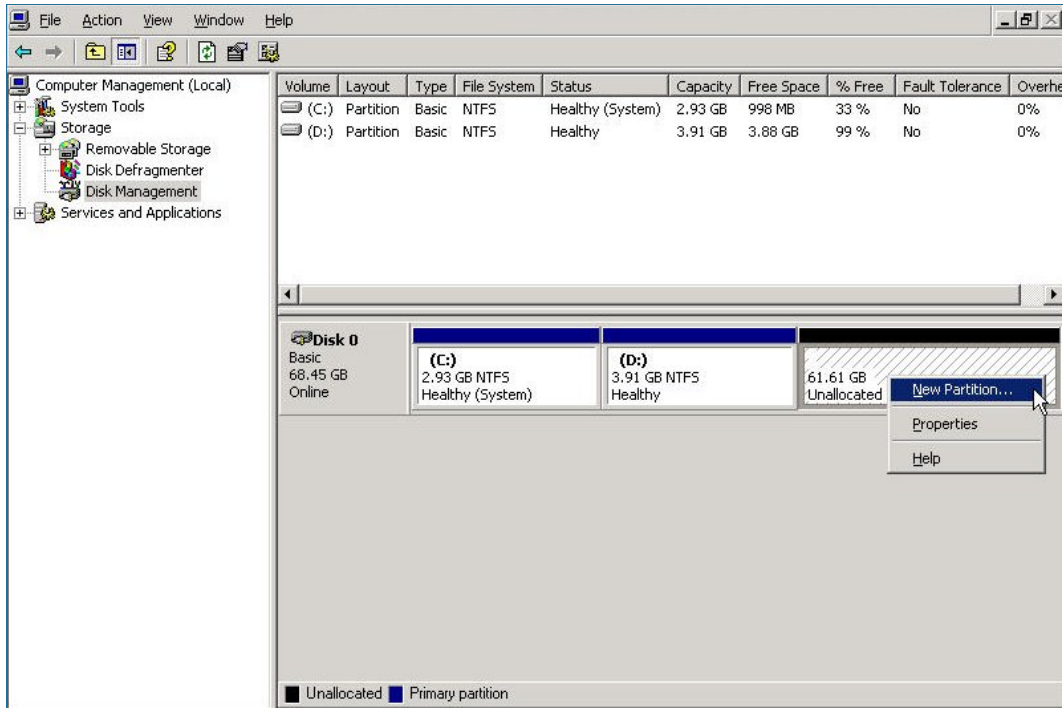 File Action View Window Help
Computer Management (Local)
System Tools
Storage
Removable Storage
Disk Defragmenter
Disk Management
Services and Applications
Volume Layout Type File System Status Capacity Free Space % Free Fault Tolerance Overhe
(C:) Partition Basic NTFS Healthy (System) 2.93 GB 998 MB 33 % No 0%
(D:) Partition Basic NTFS Healthy 3.91 GB 3.88 GB 99 % No 0%
Disk 0
Basic
68.45 GB
Online
(C:)
2.93 GB NTFS
Healthy (System)
(D:)
3.91 GB NTFS
Healthy
61.61 GB
Unallocated
New Partition...
Properties
Help
Unallocated Primary partition